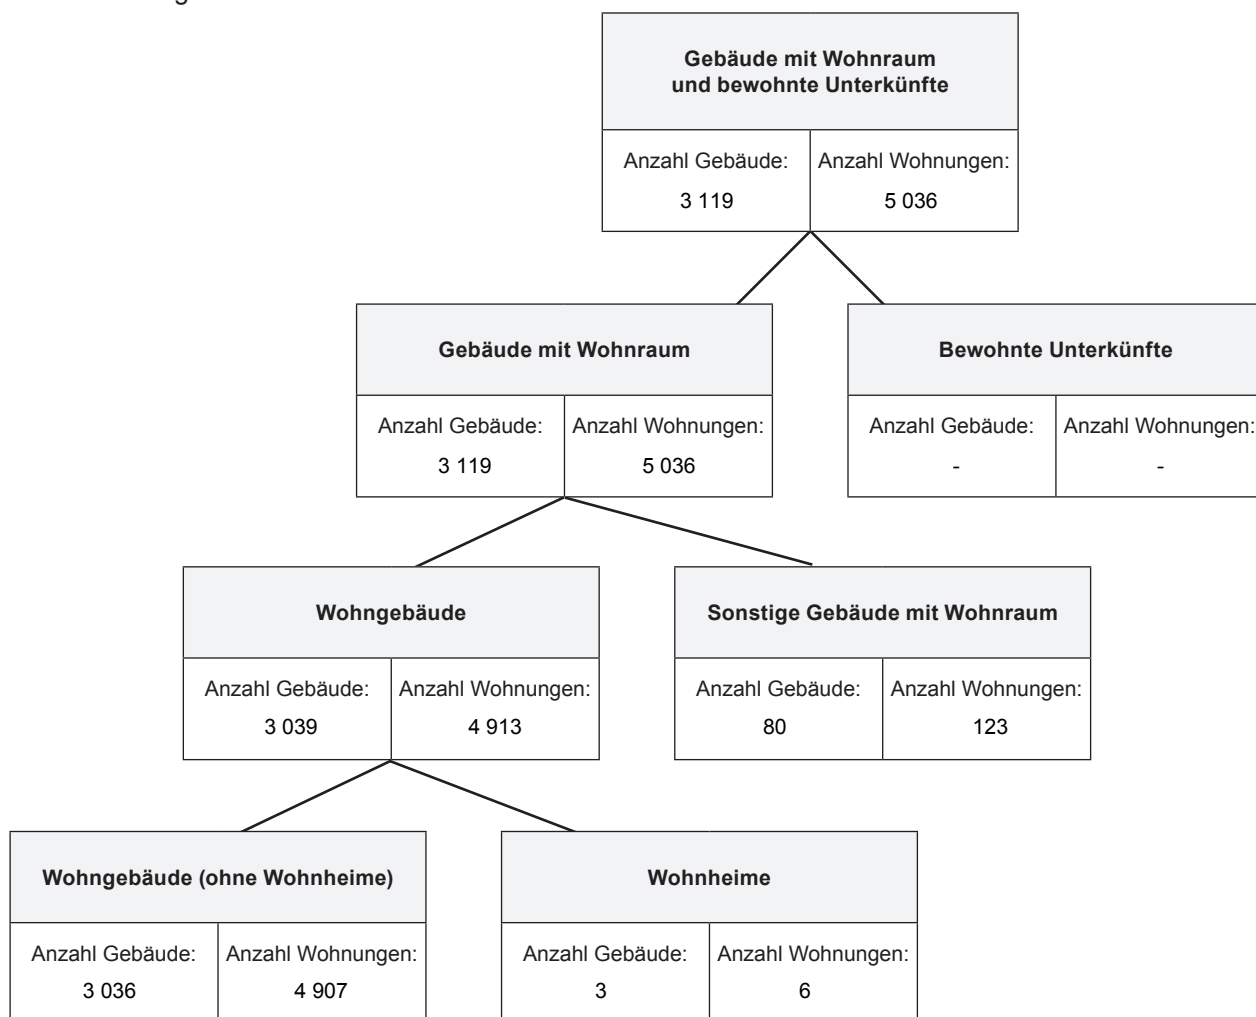 Gebäude mit Wohnraum
und bewohnte Unterkünfte
Anzahl Gebäude: Anzahl Wohnungen:
3 119 5 036
Gebäude mit Wohnraum
Anzahl Gebäude: Anzahl Wohnungen:
3 119 5 036
Bewohnte Unterkünfte
Anzahl Gebäude: Anzahl Wohnungen:
- -
Wohngebäude
Anzahl Gebäude: Anzahl Wohnungen:
3 039 4 913
Sonstige Gebäude mit Wohnraum
Anzahl Gebäude: Anzahl Wohnungen:
80 123
Wohngebäude (ohne Wohnheime)
Anzahl Gebäude: Anzahl Wohnungen:
3 036 4 907
Wohnheime
Anzahl Gebäude: Anzahl Wohnungen:
3 6